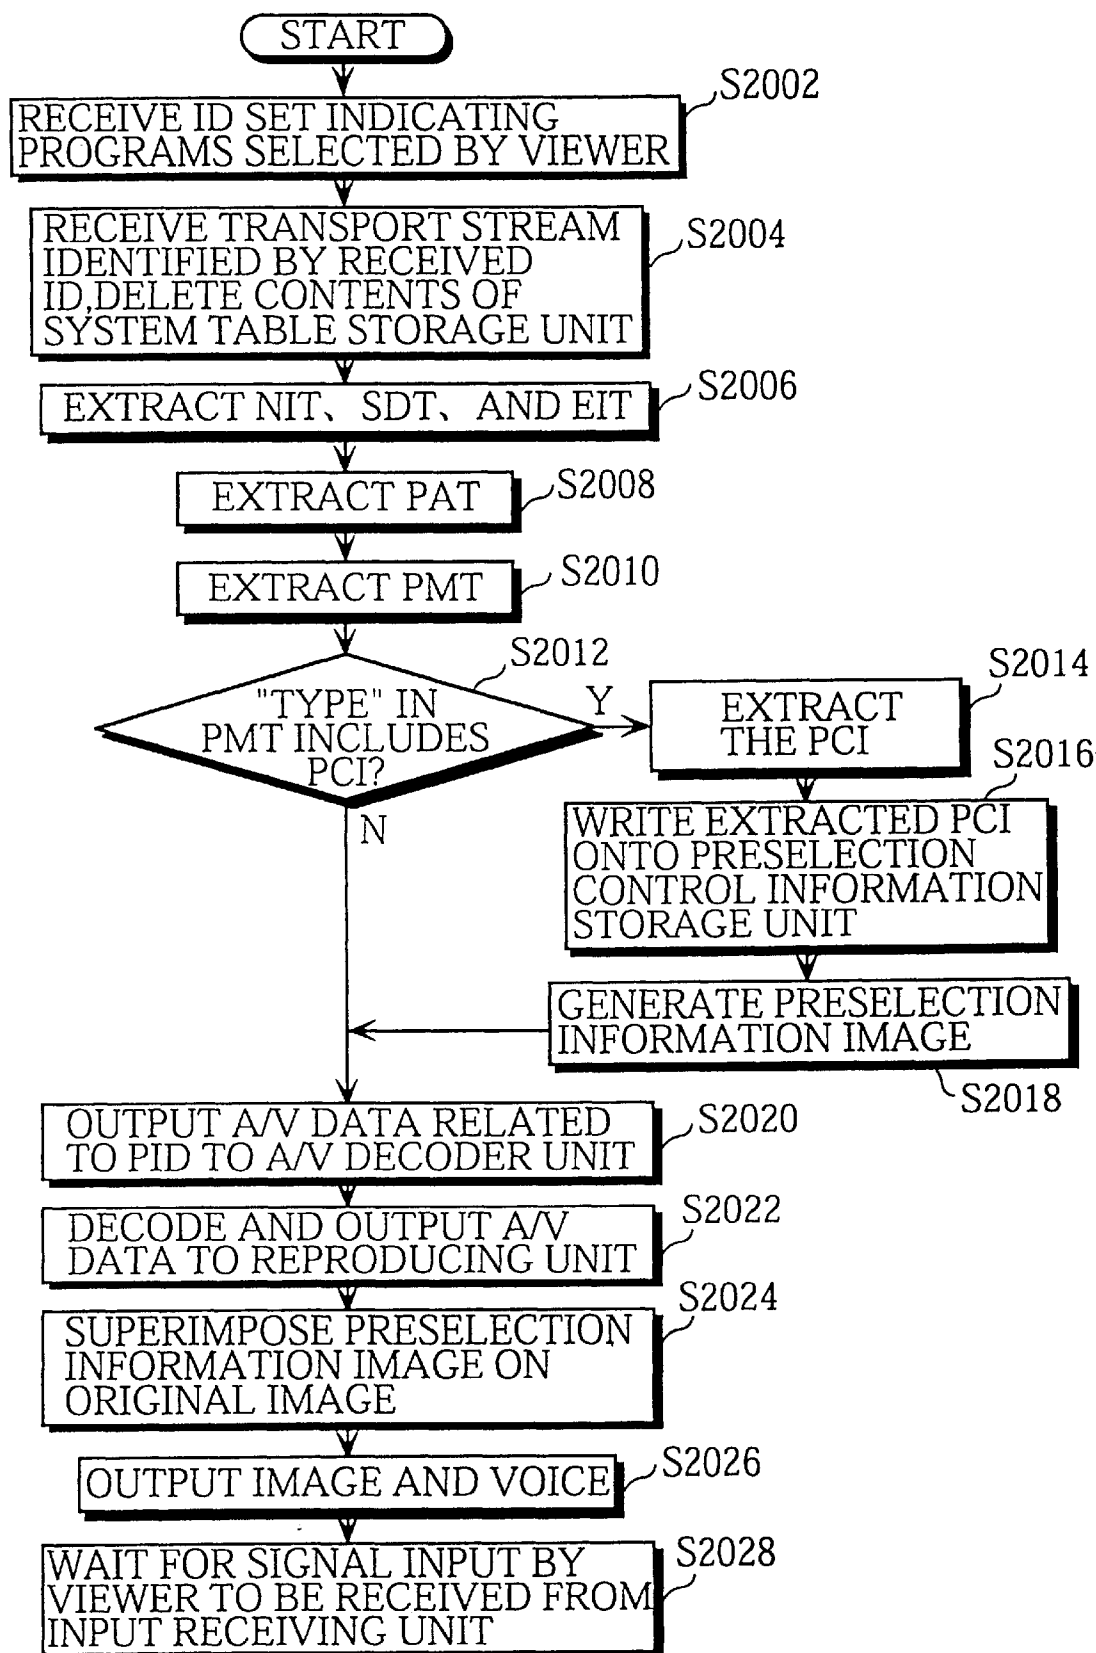 START
S2002
RECEIVE ID SET INDICATING
PROGRAMS SELECTED BY VIEWER
RECEIVE TRANSPORT STREAM
IDENTIFIED BY RECEIVED
ID,DELETE CONTENTS OF
SYSTEM TABLE STORAGE UNIT
S2004
EXTRACT NIT、SDT、AND EIT
S2006
EXTRACT PAT
S2008
EXTRACT PMT
S2010
S2012
"TYPE" IN
PMT INCLUDES
PCI?
Y
N
S2014
EXTRACT
THE PCI
S2016
WRITE EXTRACTED PCI
ONTO PRESELECTION
CONTROL INFORMATION
STORAGE UNIT
GENERATE PRESELECTION
INFORMATION IMAGE
S2018
OUTPUT A/V DATA RELATED
TO PID TO A/V DECODER UNIT
S2020
DECODE AND OUTPUT A/V
DATA TO REPRODUCING UNIT
S2022
SUPERIMPOSE PRESELECTION
INFORMATION IMAGE ON
ORIGINAL IMAGE
S2024
OUTPUT IMAGE AND VOICE
S2026
WAIT FOR SIGNAL INPUT BY
VIEWER TO BE RECEIVED FROM
INPUT RECEIVING UNIT
S2028